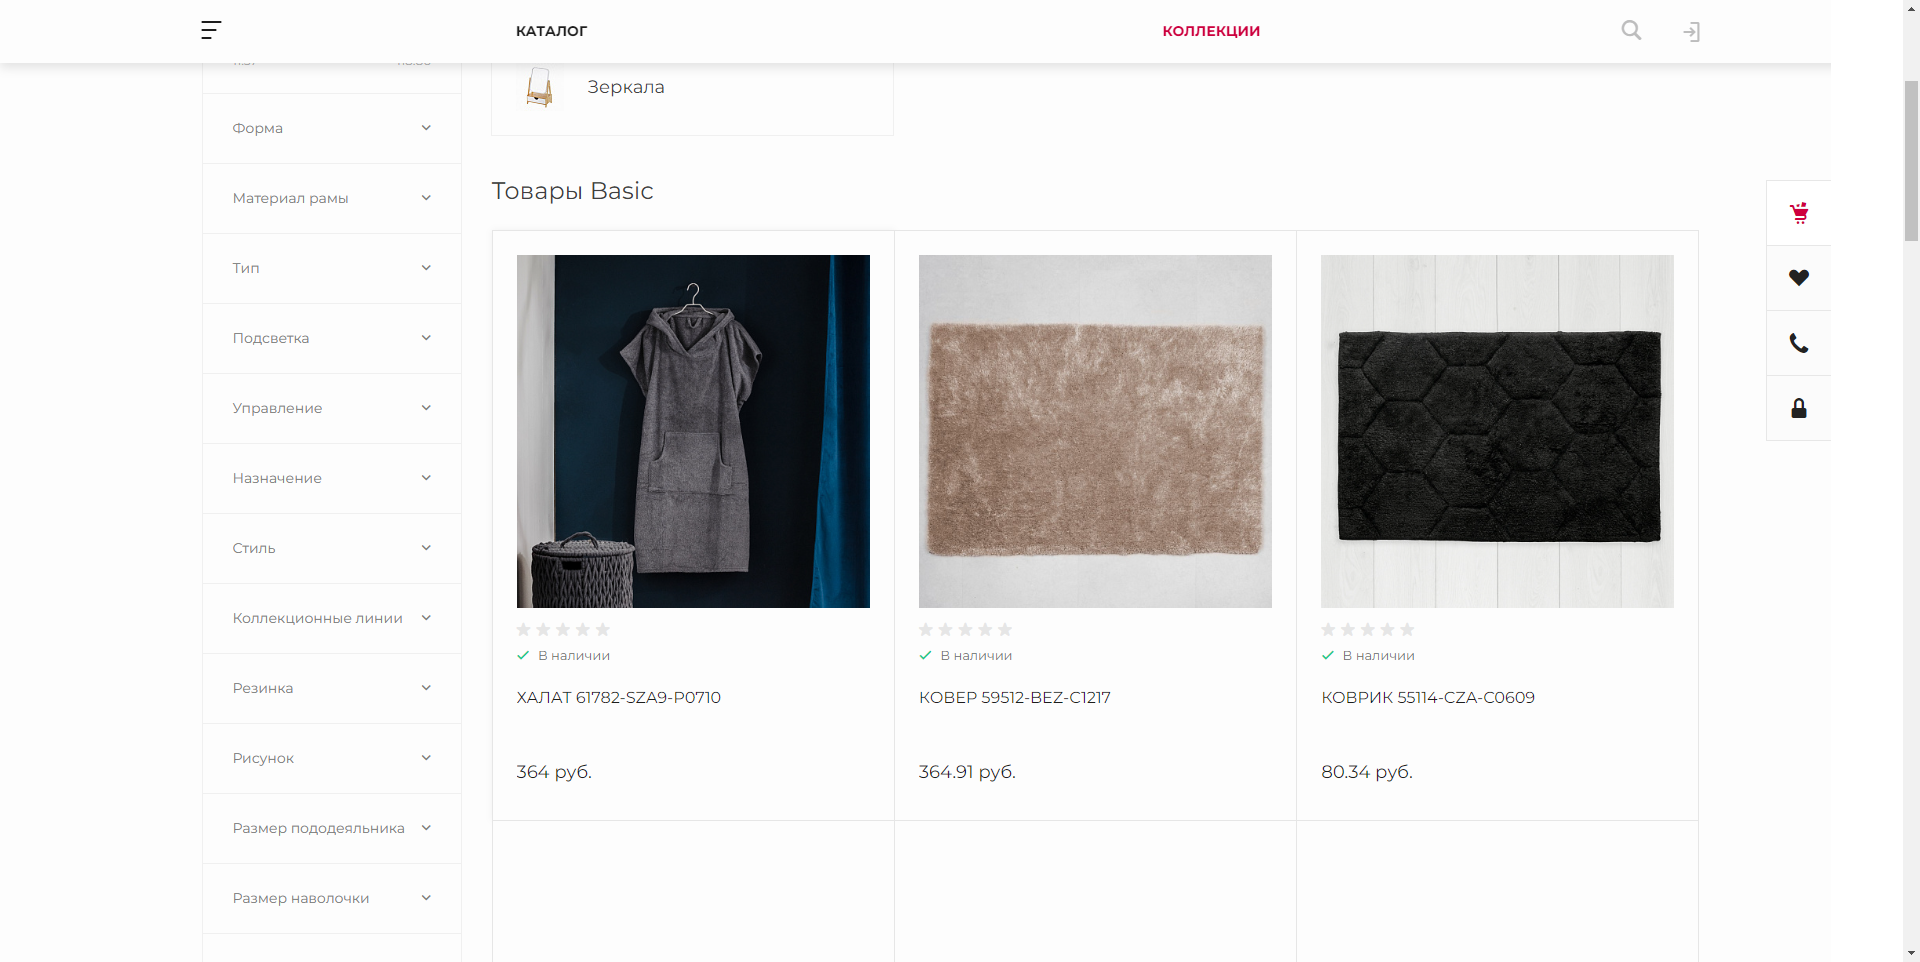 КАТАЛОГ
КОЛЛЕКЦИИ
Зеркала
Форма
Материал рамы
Тип
Подсветка
Управление
Назначение
Стиль
Коллекционные линии
Резинка
Рисунок
Размер пододеяльника
Размер наволочки
Товары Basic
В наличии
ХАЛАТ 61782-SZA9-P0710
364 руб.
В наличии
КОВЕР 59512-BEZ-C1217
364.91 руб.
В наличии
КОВРИК 55114-CZA-C0609
80.34 руб.